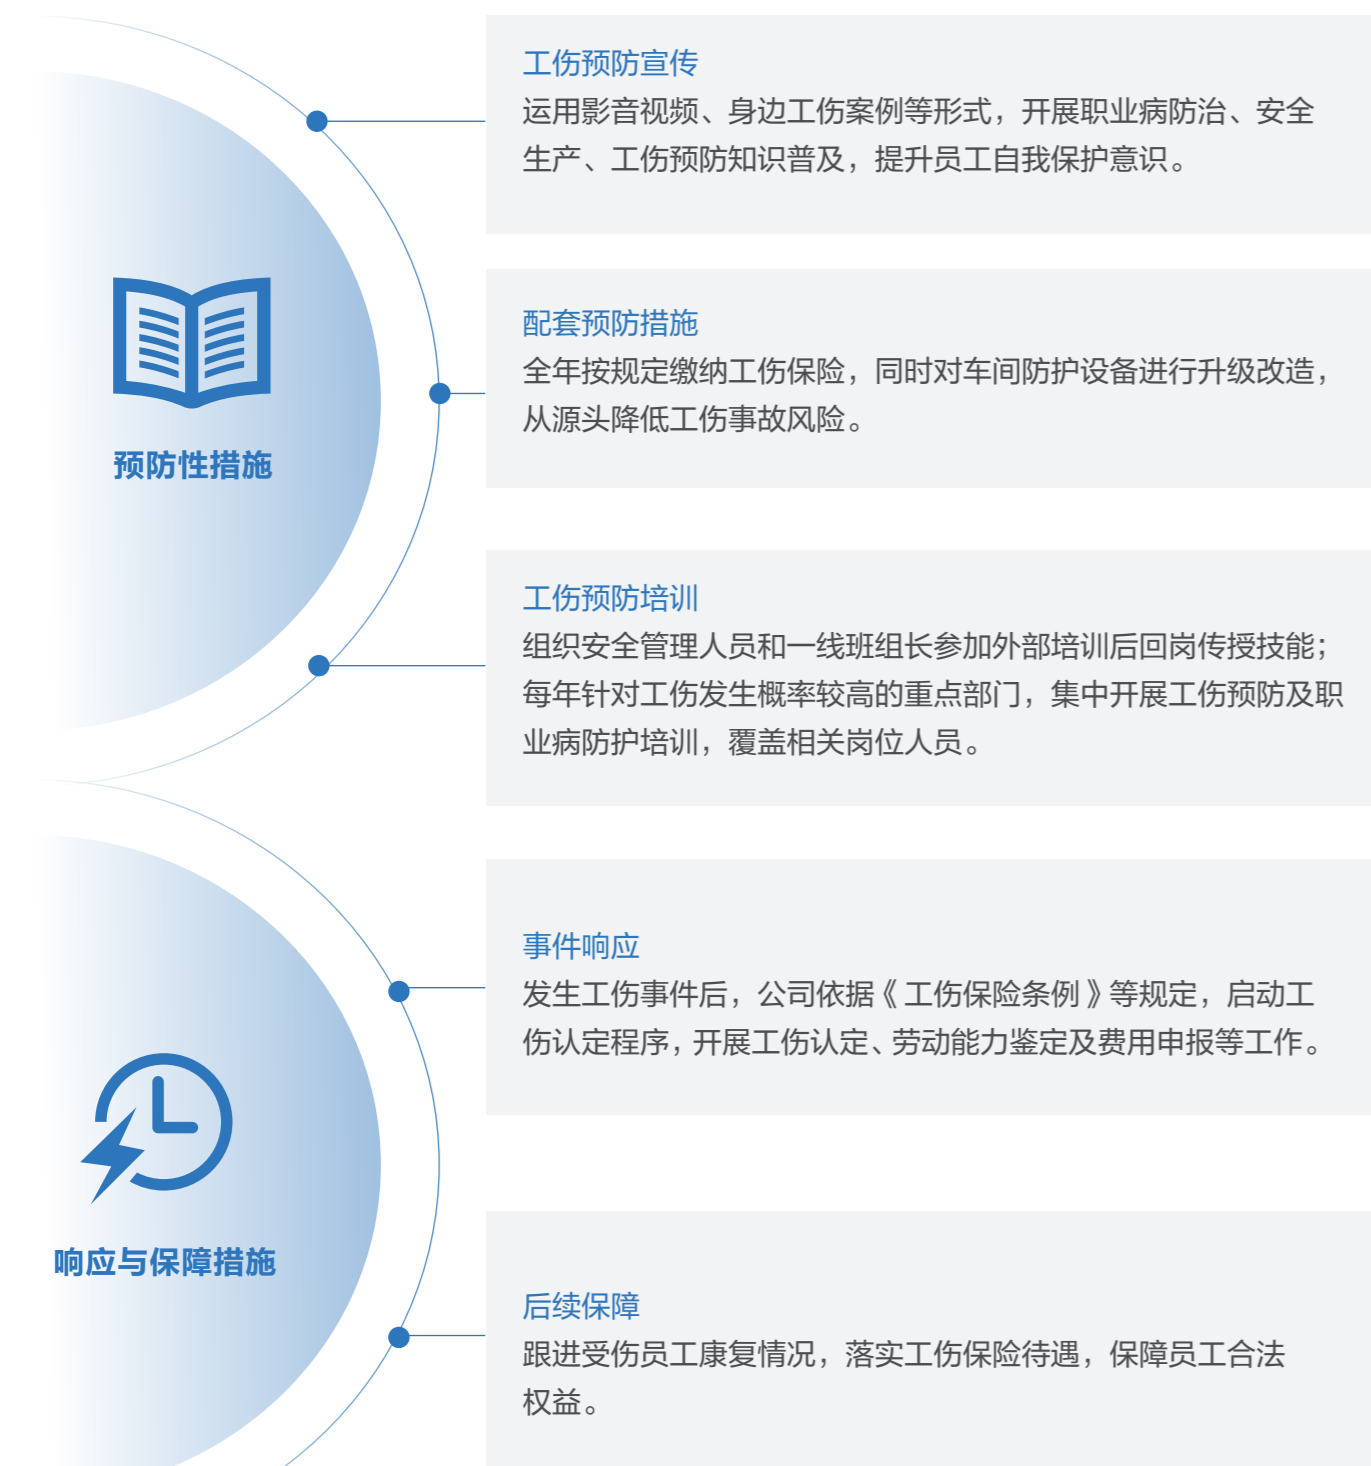 预防性措施
工伤预防宣传
运用影音视频、身边工伤案例等形式，开展职业病防治、安全
生产、工伤预防知识普及，提升员工自我保护意识。
配套预防措施
全年按规定缴纳工伤保险，同时对车间防护设备进行升级改造，
从源头降低工伤事故风险。
工伤预防培训
组织安全管理人员和一线班组长参加外部培训后回岗传授技能；
每年针对工伤发生概率较高的重点部门，集中开展工伤预防及职
业病防护培训，覆盖相关岗位人员。
响应与保障措施
事件响应
发生工伤事件后，公司依据《工伤保险条例》等规定，启动工
伤认定程序，开展工伤认定、劳动能力鉴定及费用申报等工作。
后续保障
跟进受伤员工康复情况，落实工伤保险待遇，保障员工合法
权益。